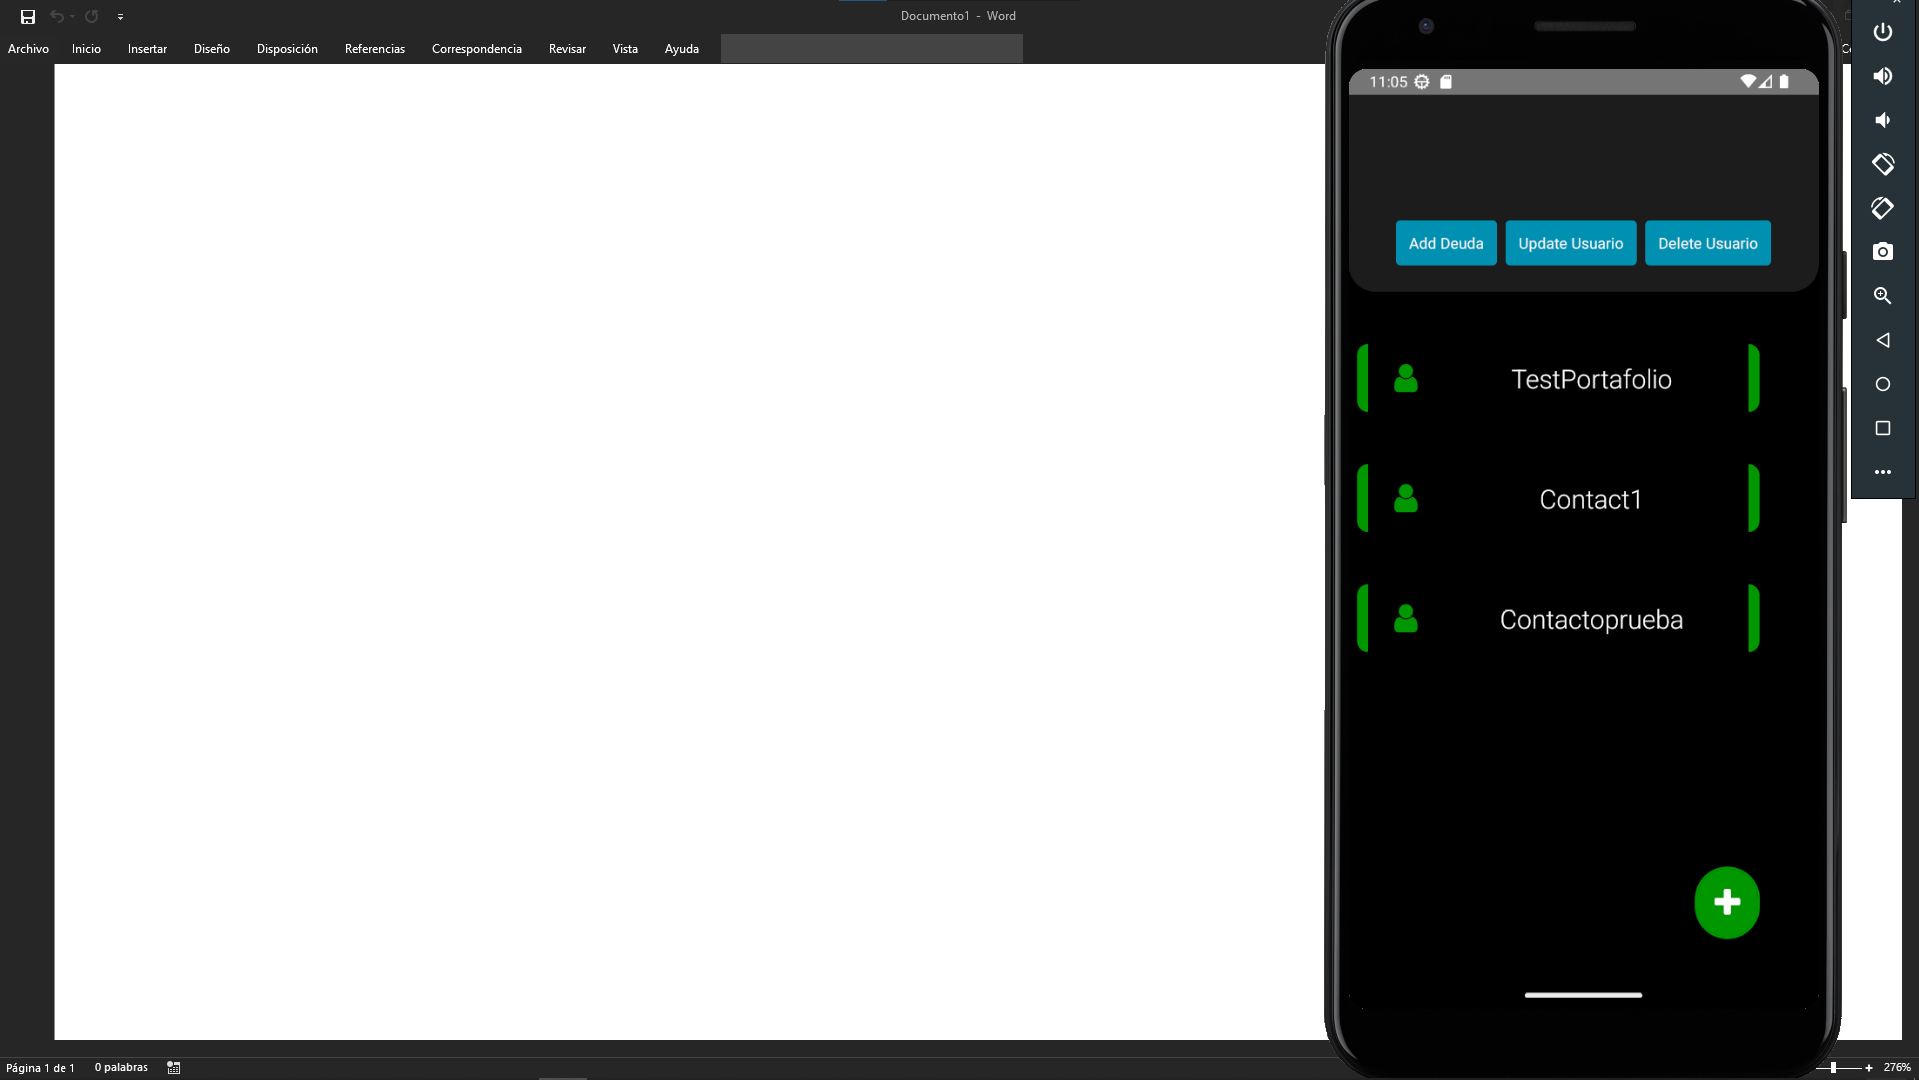 Documento1 - Word
Archivo Inicio Insertar Diseño Disposición Referencias Correspondencia Revisar Vista Ayuda
11:05
Add Deuda Update Usuario Delete Usuario
TestPortafolio
Contact1
Contactoprueba
Página 1 de 1 0 palabras 276%